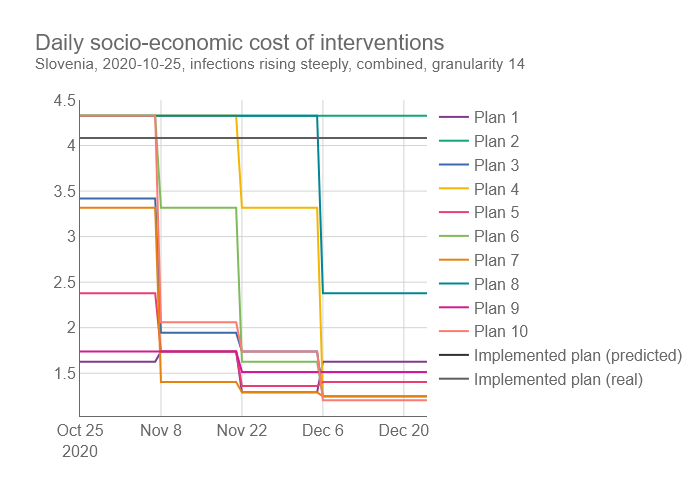 Daily socio-economic cost of interventions
Slovenia, 2020-10-25, infections rising steeply, combined, granularity 14
4.5
4
3.5
3
2.5
2
1.5
Oct 25
2020
Nov 8
Nov 22
Dec 6
Dec 20
Plan 1
Plan 2
Plan 3
Plan 4
Plan 5
Plan 6
Plan 7
Plan 8
Plan 9
Plan 10
Implemented plan (predicted)
Implemented plan (real)